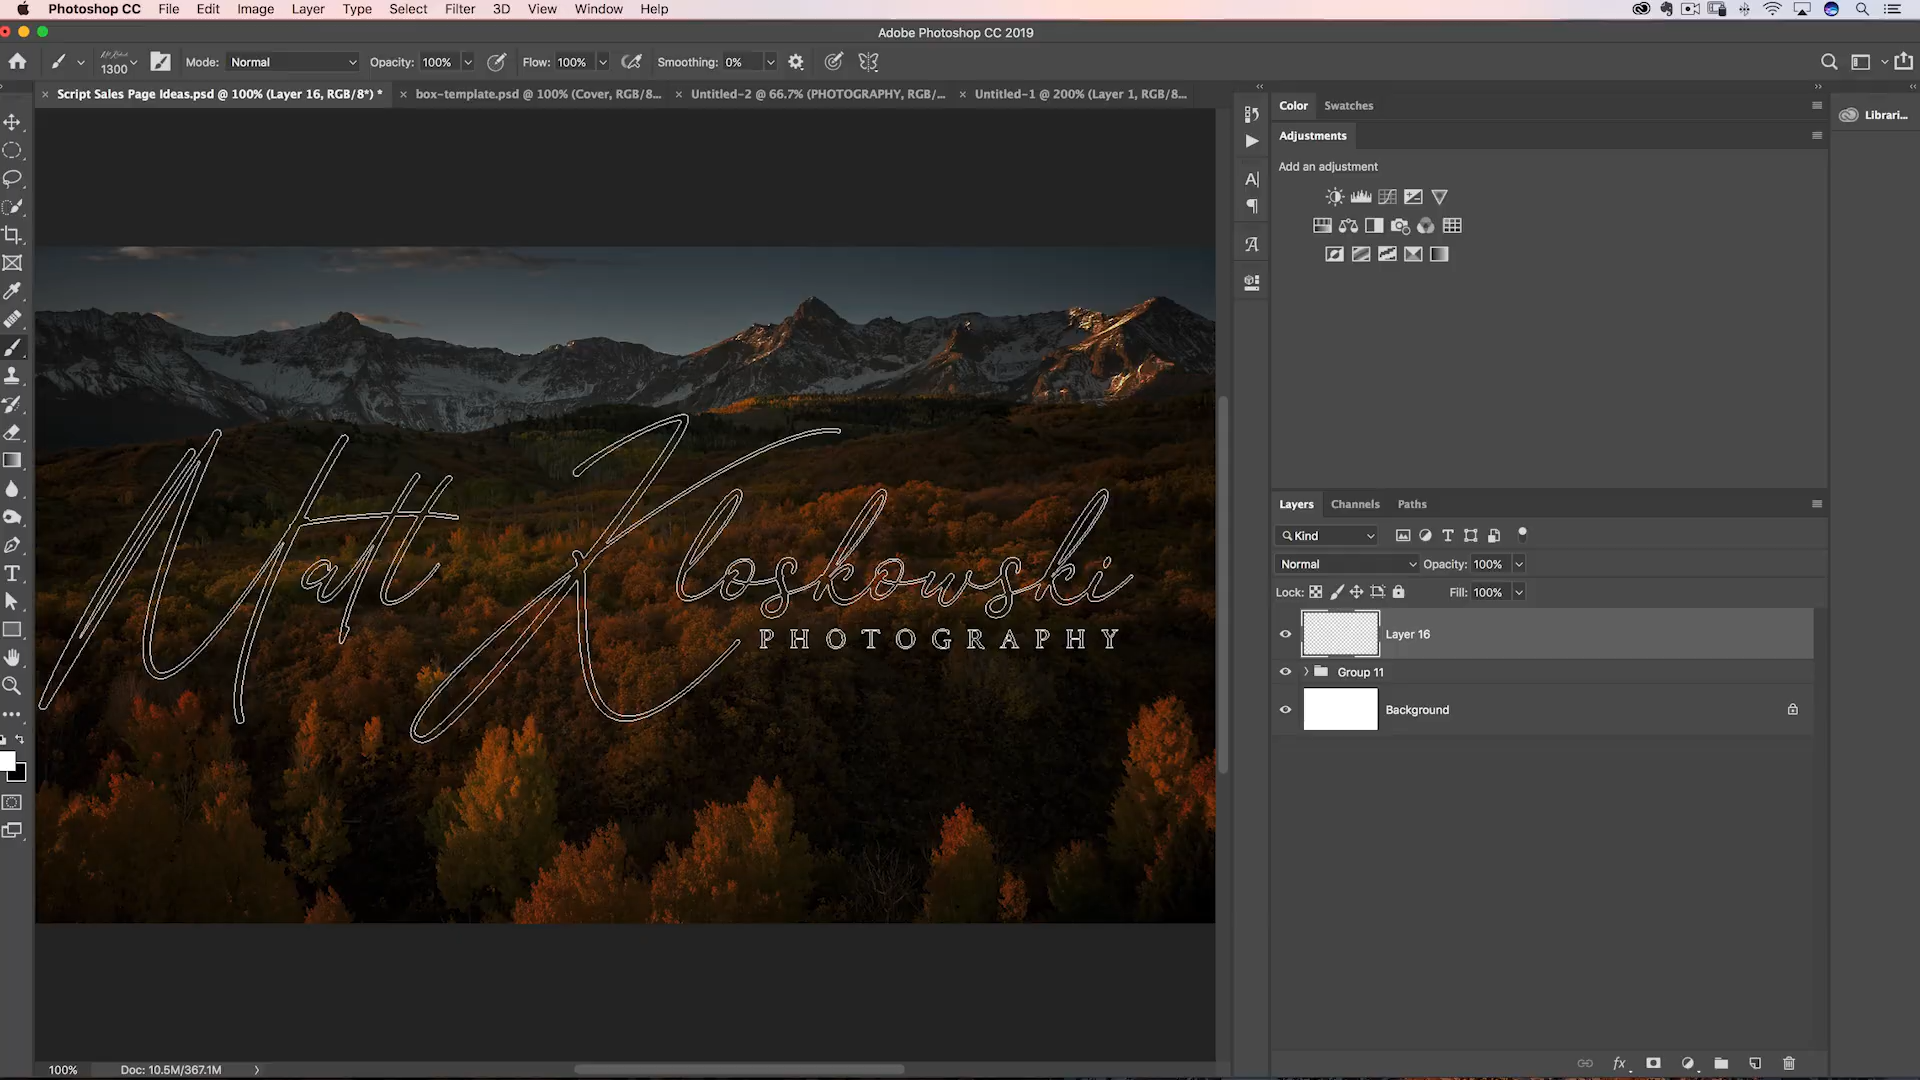 Photoshop CC File Edit Image Layer Type Select Filter 3D View Window Help
Adobe Photoshop CC 2019
1300 Mode: Normal Opacity: 100% Flow: 100% Smoothing: 0%
Script Sales Page Ideas.psd @ 100% (Layer 16, RGB/8*) * box-template.psd @ 100% (Cover, RGB/8... Untitled-2 @ 66.7% (PHOTOGRAPHY, RGB/... Untitled-1 @ 200% (Layer 1, RGB/8...
Color Swatches
Librari...
Adjustments
Add an adjustment
Matt Kloskowski
PHOTOGRAPHY
Layers Channels Paths
Kind
Normal Opacity: 100%
Lock: Fill: 100%
Layer 16
Group 11
Background
100% Doc: 10.5M/367.1M